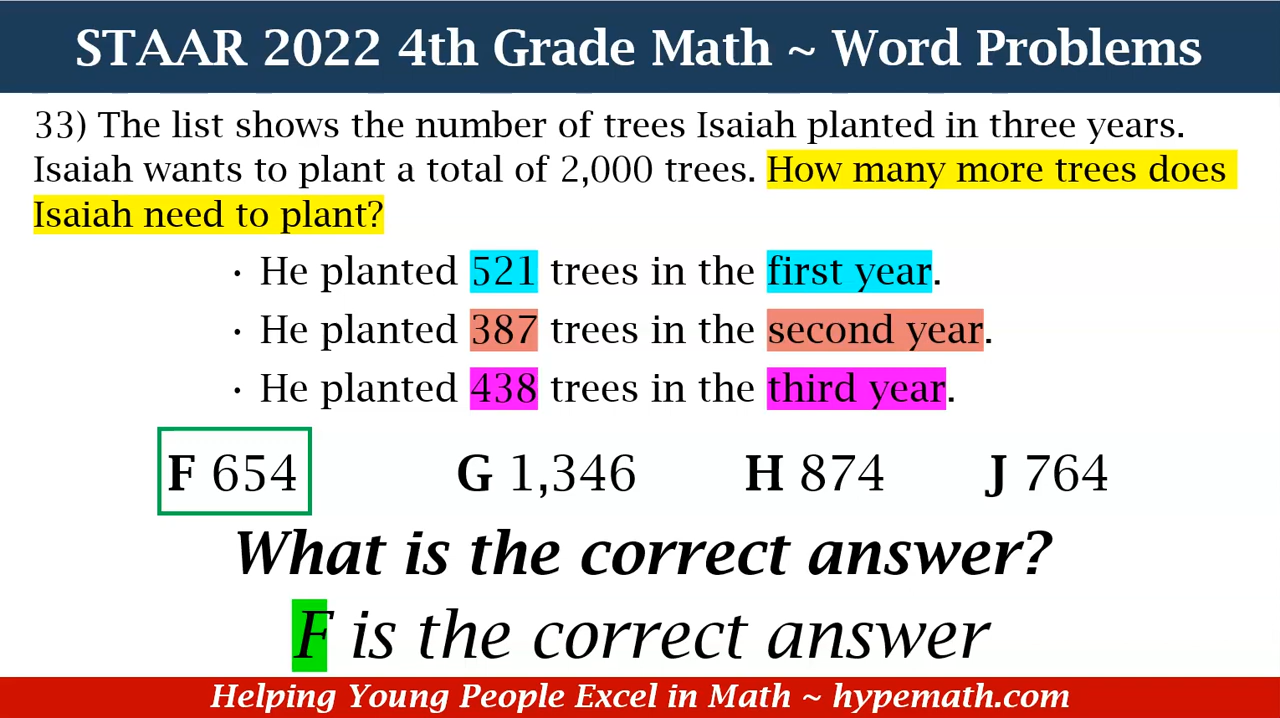 STAAR 2022 4th Grade Math ~ Word Problems
33) The list shows the number of trees Isaiah planted in three years.
Isaiah wants to plant a total of 2,000 trees. How many more trees does
Isaiah need to plant?
· He planted 521 trees in the first year.
· He planted 387 trees in the second year.
· He planted 438 trees in the third year.
F 654 G 1,346 H 874 J 764
What is the correct answer?
F is the correct answer
Helping Young People Excel in Math ~ hypemath.com